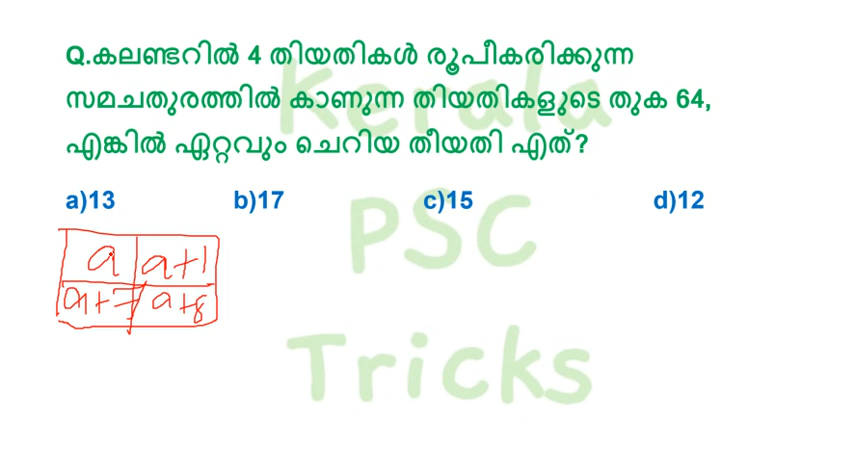 Q.കലണ്ടറിൽ 4 തിയതികൾ രൂപീകരിക്കുന്ന
സമചതുരത്തിൽ കാണുന്ന തിയതികളുടെ തുക 64,
എങ്കിൽ ഏറ്റവും ചെറിയ തീയതി എത്?
a)13 b)17 c)15 d)12
a a+1
a+7 a+8
Kerala
PSC
Tricks